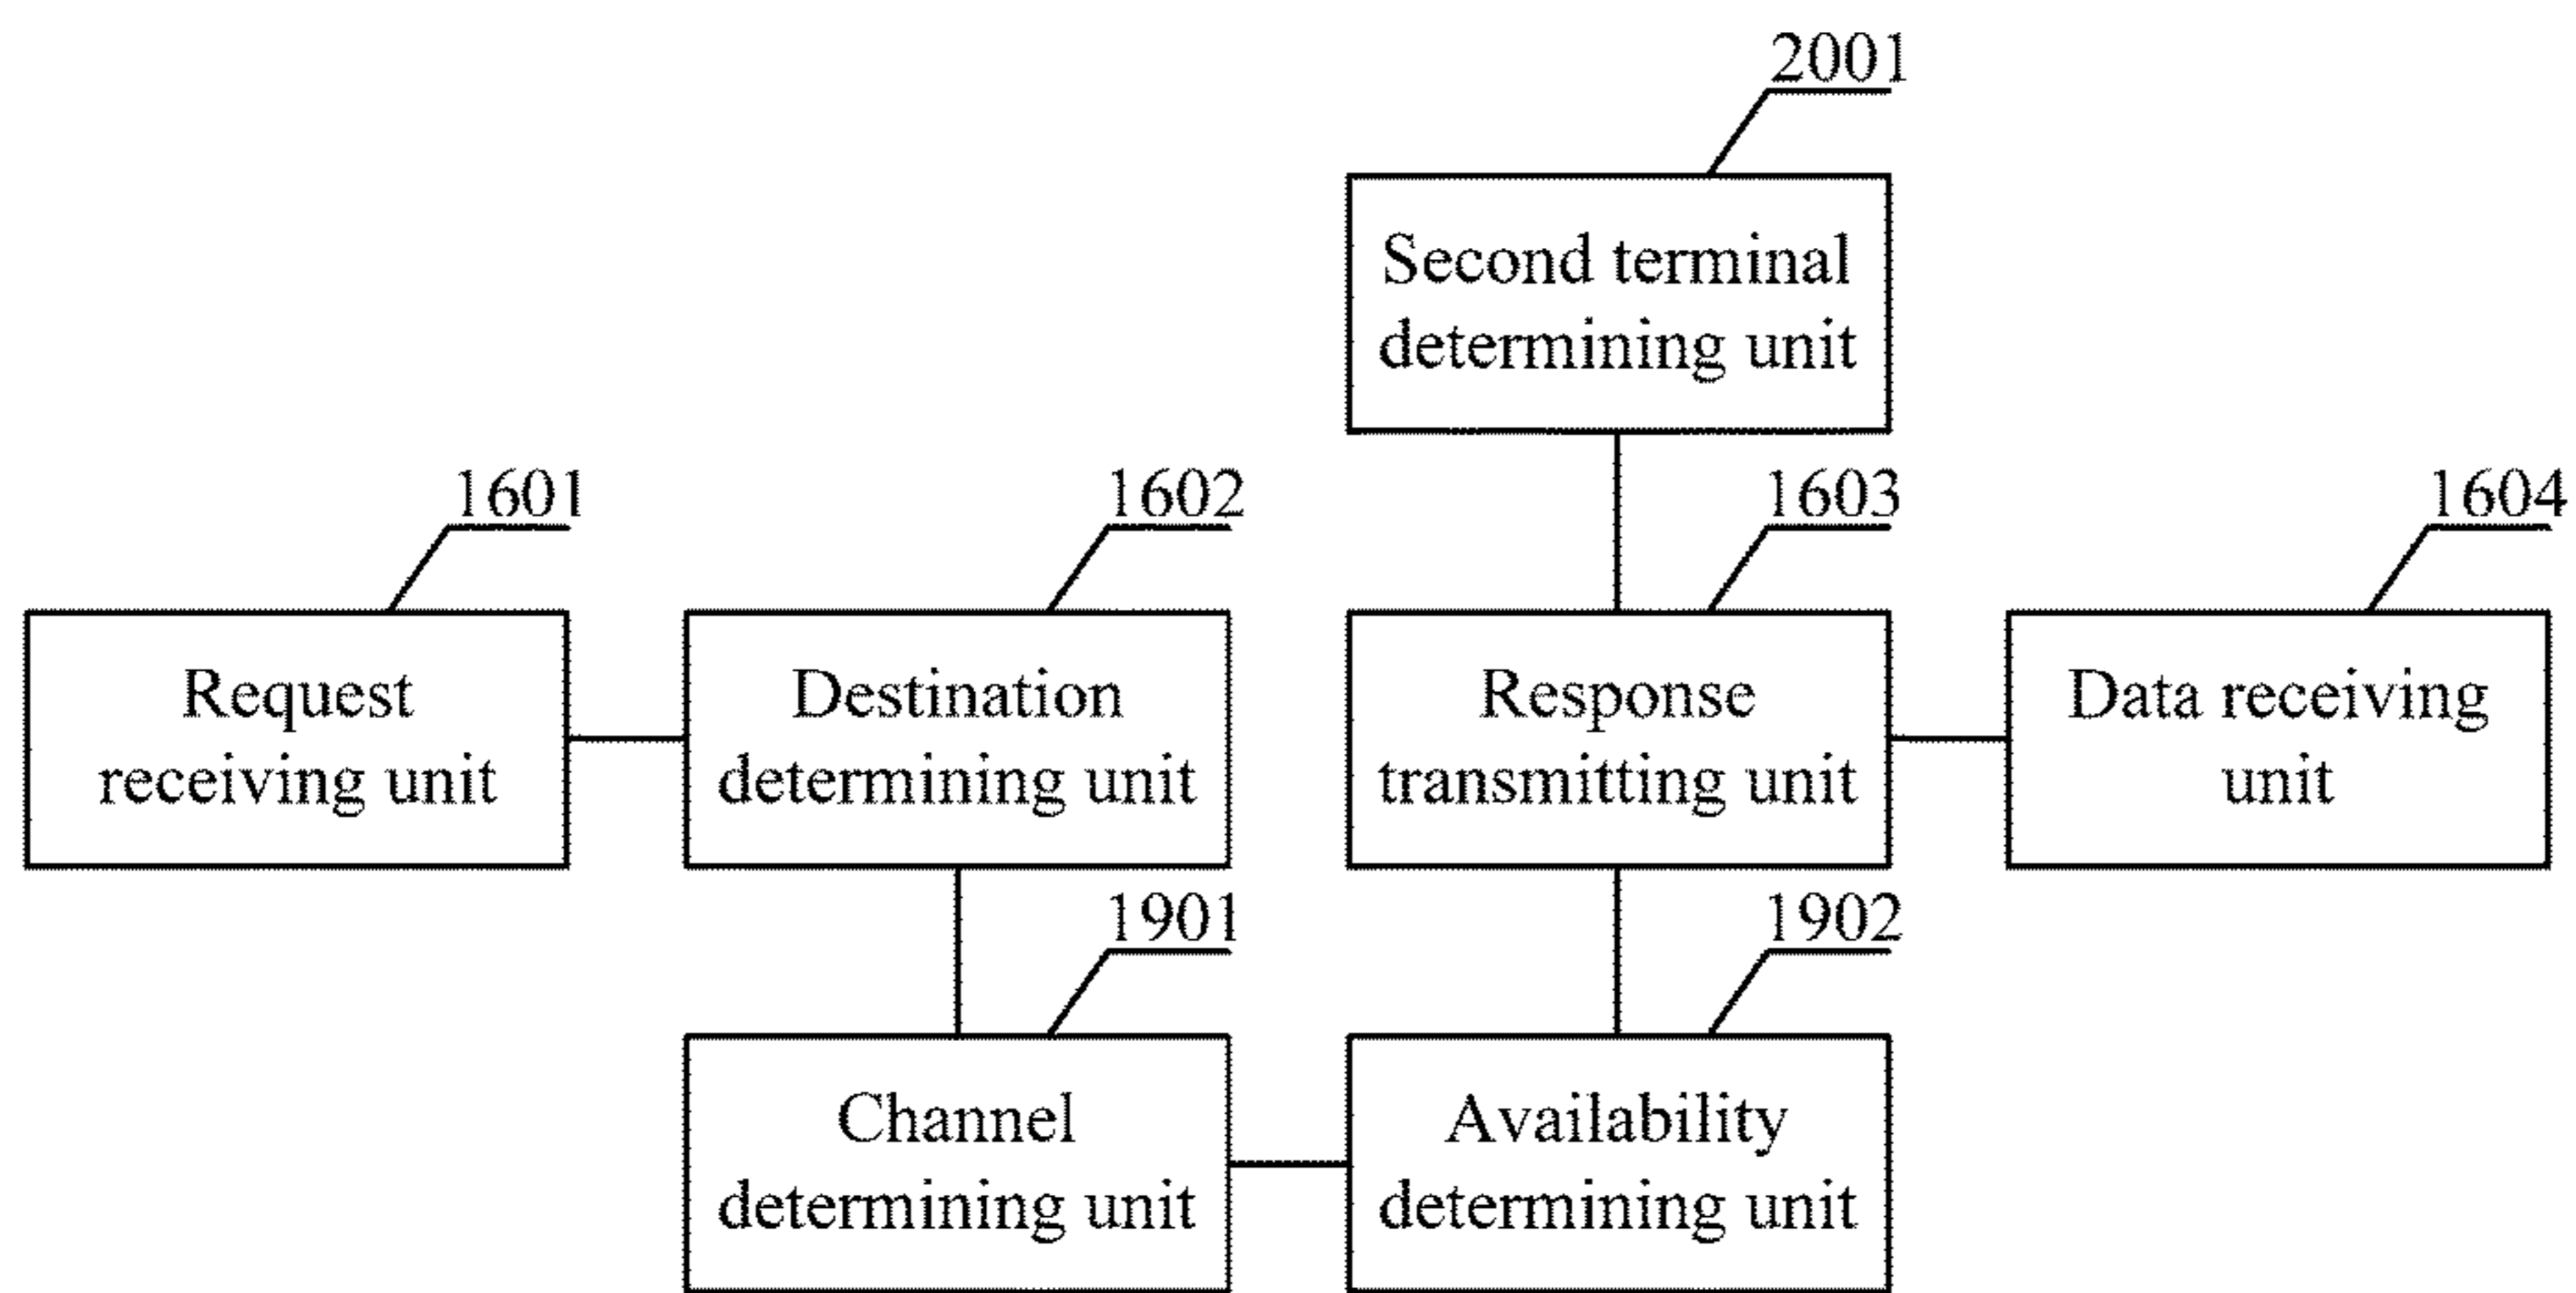 2001
Second terminal
determining unit
1601
1602
1603
1604
Request
receiving unit
Destination
determining unit
Response
transmitting unit
Data receiving
unit
1901
1902
Channel
determining unit
Availability
determining unit